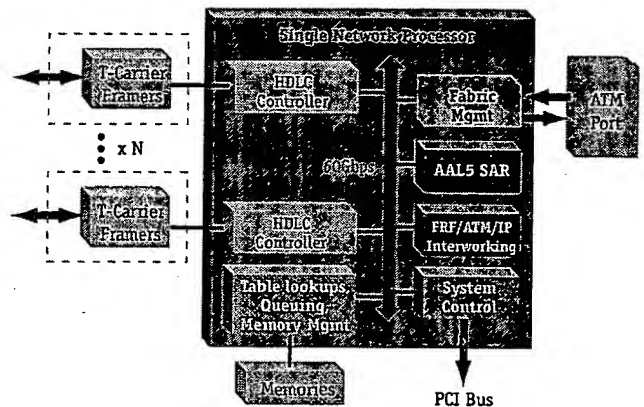 Single Network Processor
T-Carrier
Framers
HDLC
Controller
Fabric
Mgmt
ATM
Port
x N
60Gbps
AAL5 SAR
T-Carrier
Framers
HDLC
Controller
FRF/ATM/IP
Interworking
Table lookups,
Queuing,
Memory Mgmt
System
Control
Memories
PCI Bus